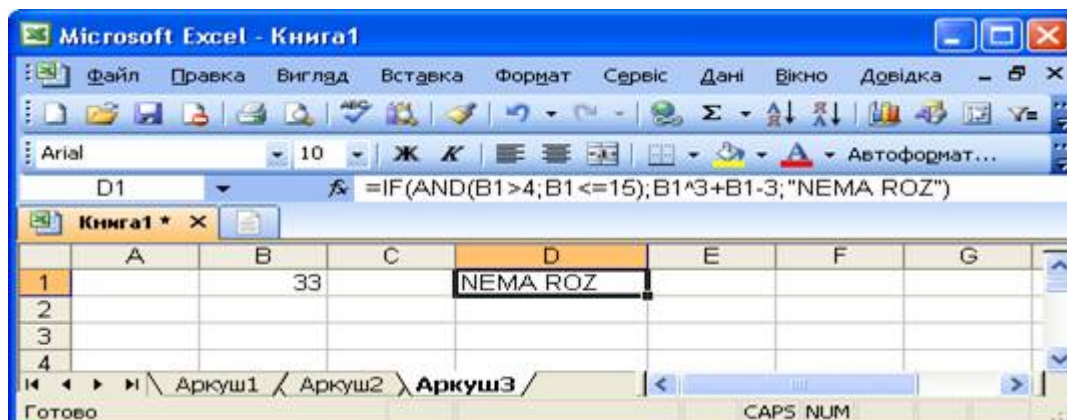 Microsoft Excel - Книга1
Файл Правка Вигляд Вставка Формат Сервіс Дані Вікно Довідка
Arial 10 Ж К Автоформат...
D1 fx =IF(AND(B1>4;B1<=15);B1^3+B1-3;"NEMA ROZ")
Книга1 *
A B C D E F G
1 33 NEMA ROZ
2
3
4
Аркуш1 Аркуш2 Аркуш3
Готово CAPS NUM